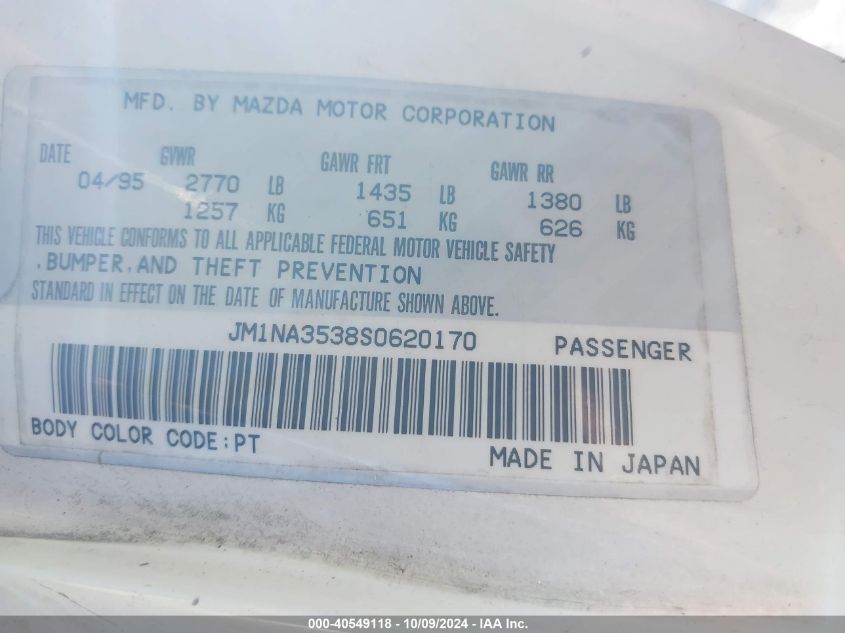 MFD. BY MAZDA MOTOR CORPORATION
DATE GVWR GAWR FRT GAWR RR
04/95 2770 LB 1435 LB 1380 LB
1257 KG 651 KG 626 KG
THIS VEHICLE CONFORMS TO ALL APPLICABLE FEDERAL MOTOR VEHICLE SAFETY
,BUMPER,AND THEFT PREVENTION
STANDARD IN EFFECT ON THE DATE OF MANUFACTURE SHOWN ABOVE.
JM1NA3538S0620170 PASSENGER
BODY COLOR CODE:PT
MADE IN JAPAN
000-40549118 - 10/09/2024 - IAA Inc.